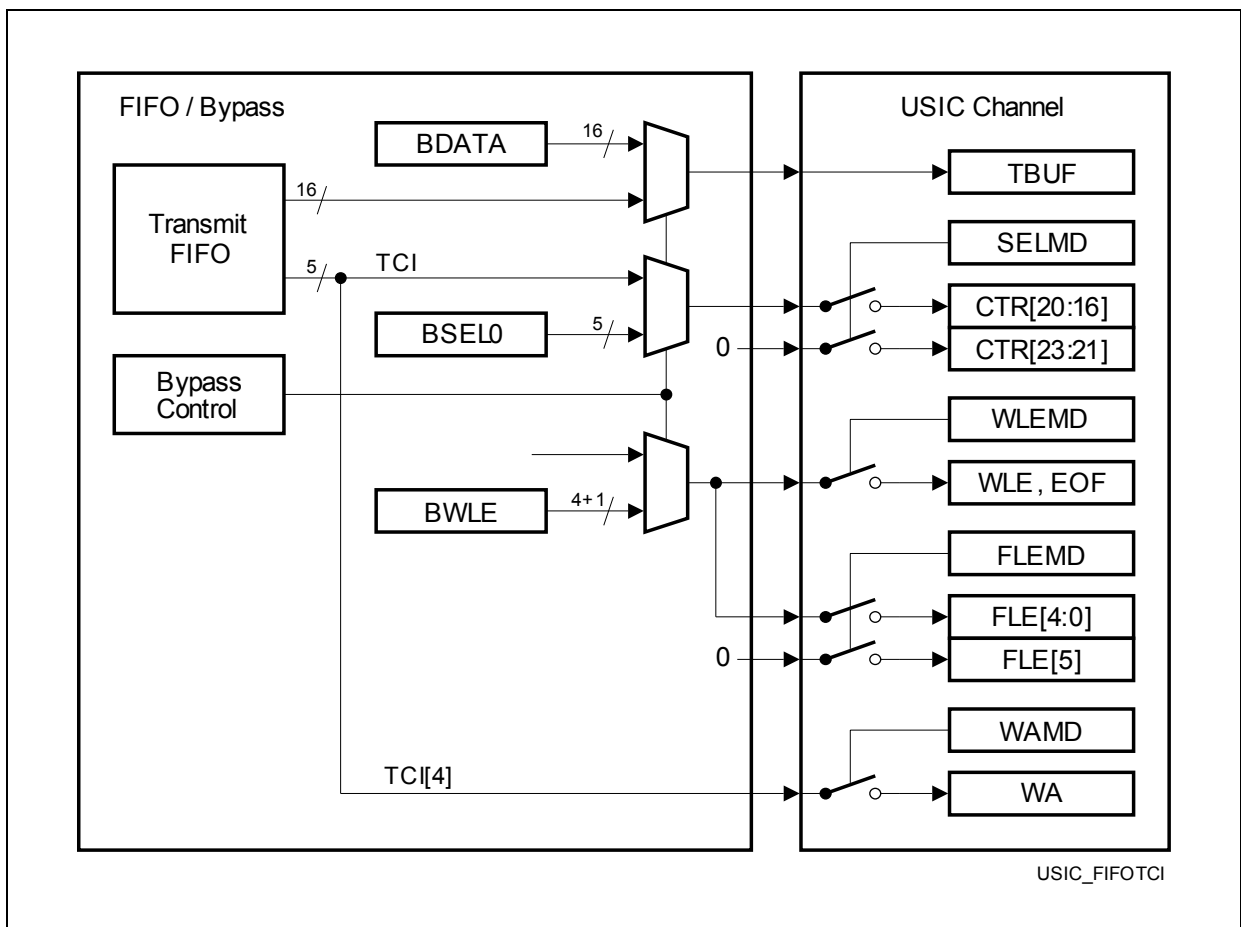 FIFO / Bypass
USIC Channel
BDATA
16
TBUF
16
Transmit
FIFO
SELMD
5
TCI
CTR[20:16]
BSEL0
5
0
CTR[23:21]
Bypass
Control
WLEMD
BWLE
4+1
WLE , EOF
FLEMD
FLE[4:0]
0
FLE[5]
WAMD
TCI[4]
WA
USIC_FIFOTCI